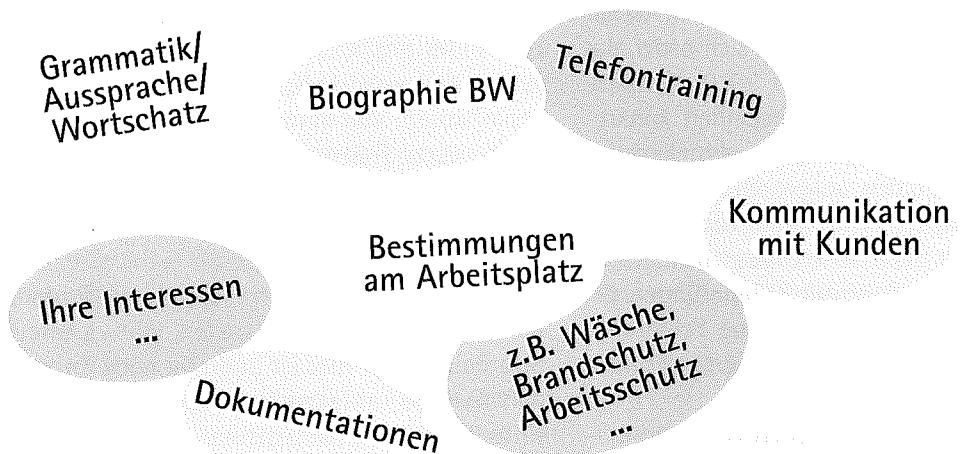 Grammatik/
Aussprache/
Wortschatz
Biographie BW
Telefontraining
Kommunikation
mit Kunden
Bestimmungen
am Arbeitsplatz
Ihre Interessen
...
z.B. Wäsche,
Brandschutz,
Arbeitsschutz
...
Dokumentationen